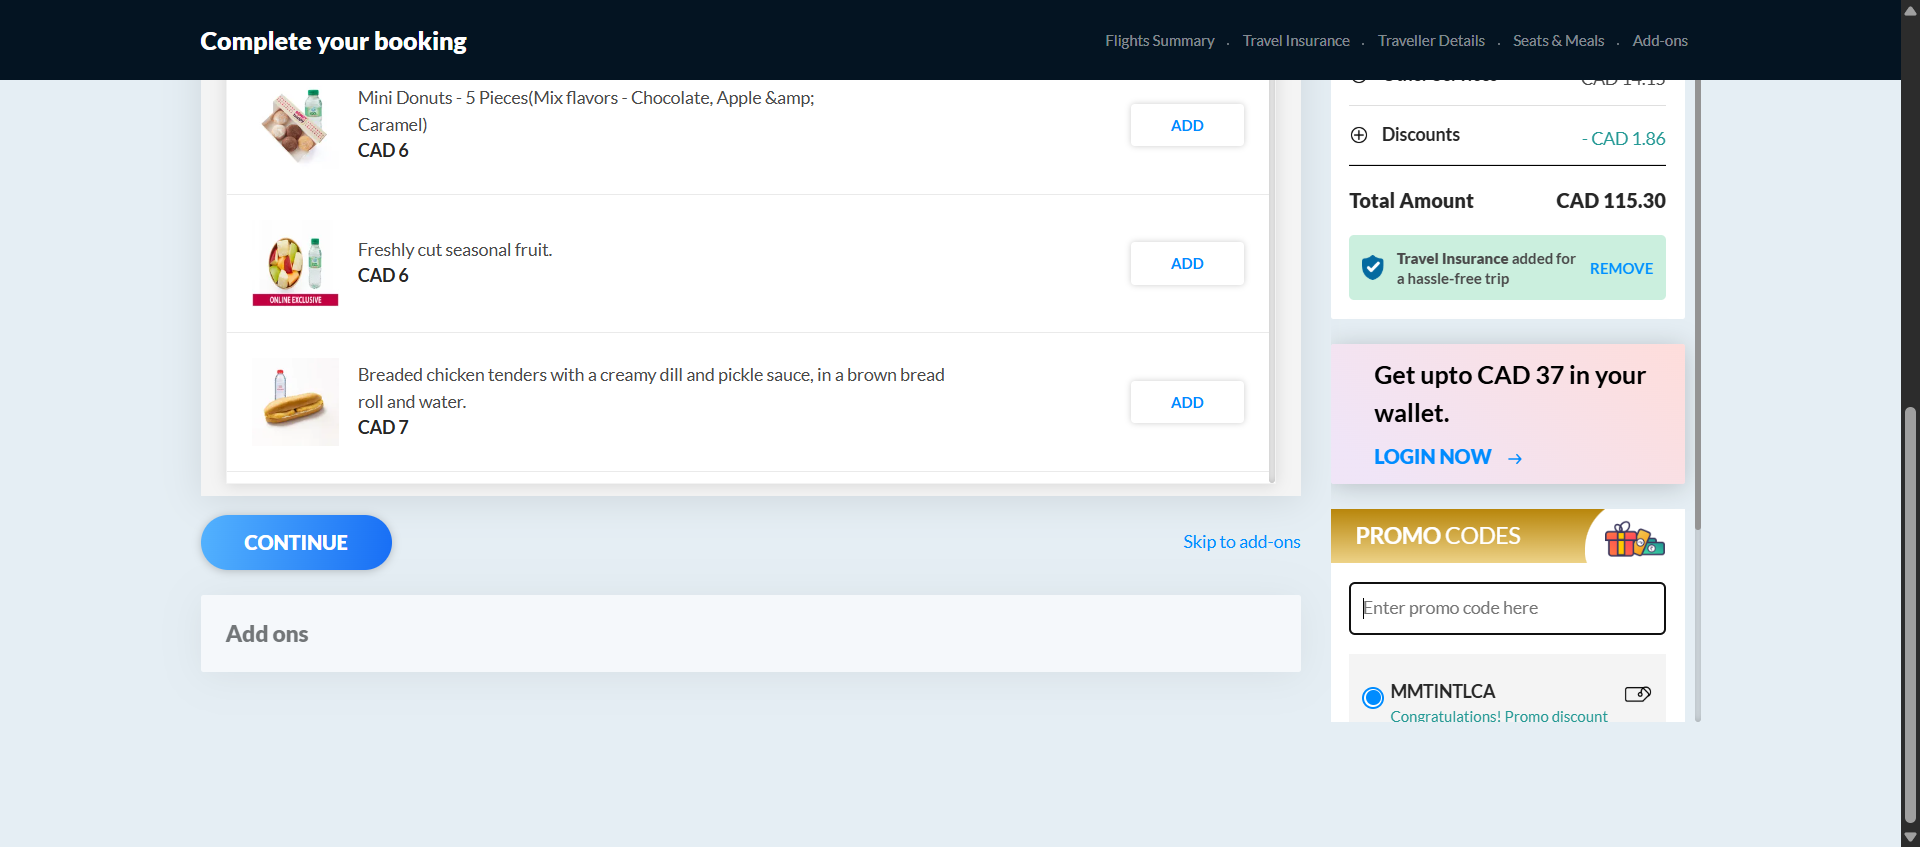 Complete your booking
Flights Summary . Travel Insurance . Traveller Details . Seats & Meals . Add-ons
Mini Donuts - 5 Pieces(Mix flavors - Chocolate, Apple &amp;
Caramel)
CAD 6
ADD
ONLINE EXCLUSIVE
Freshly cut seasonal fruit.
CAD 6
ADD
Breaded chicken tenders with a creamy dill and pickle sauce, in a brown bread
roll and water.
CAD 7
ADD
CONTINUE
Skip to add-ons
Add ons
CAD 14.15
Discounts
- CAD 1.86
Total Amount
CAD 115.30
Travel Insurance added for
a hassle-free trip
REMOVE
Get upto CAD 37 in your
wallet.
LOGIN NOW →
PROMO CODES
Enter promo code here
MMTINTLCA
Congratulations! Promo discount